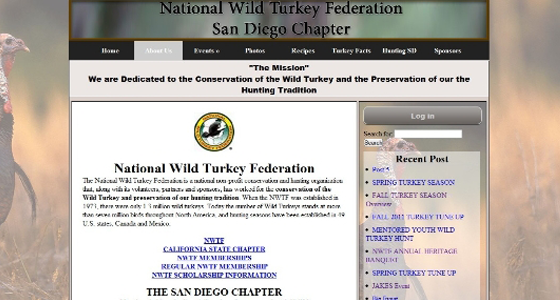 National Wild Turkey Federation
San Diego Chapter
Home About Us Events » Photos Recipes Turkey Facts Hunting SD Sponsors
"The Mission"
We are Dedicated to the Conservation of the Wild Turkey and the Preservation of our the
Hunting Tradition
National Wild Turkey Federation
The National Wild Turkey Federation is a national non-profit conservation and hunting organization
that, along with its volunteers, partners and sponsors, has worked for the conservation of the
Wild Turkey and preservation of our hunting tradition. When the NWTF was established in
1973, there were only 1.3 million wild turkeys. Today the number of Wild Turkeys stands at more
than seven million birds throughout North America, and hunting seasons have been established in 49
U.S. states, Canada and Mexico.
NWTF
CALIFORNIA STATE CHAPTER
NWTF MEMBERSHIPS
REGULAR NWTF MEMBERSHIP
NWTF SCHOLARSHIP INFORMATION
THE SAN DIEGO CHAPTER
Log in
Search for:
Search
Recent Post
Post 5
SPRING TURKEY SEASON
FALL TURKEY SEASON
Overview
FALL 2011 TURKEY TUNE UP
MENTORED YOUTH WILD
TURKEY HUNT
NWTF ANNUAL HERITAGE
BANQUET
SPRING TURKEY TUNE UP
JAKES Event